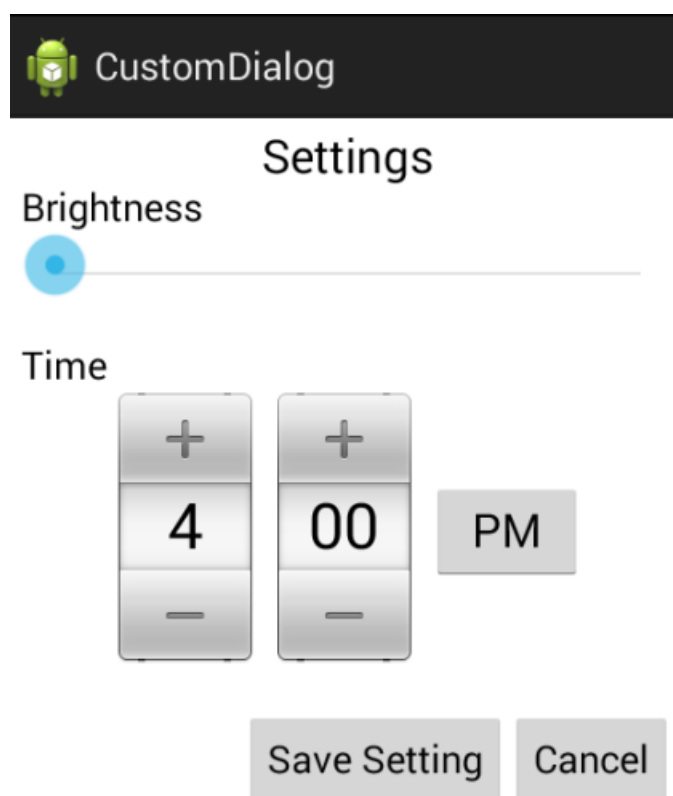 CustomDialog
Settings
Brightness
Time
+ +
4 00 PM
− −
Save Setting Cancel